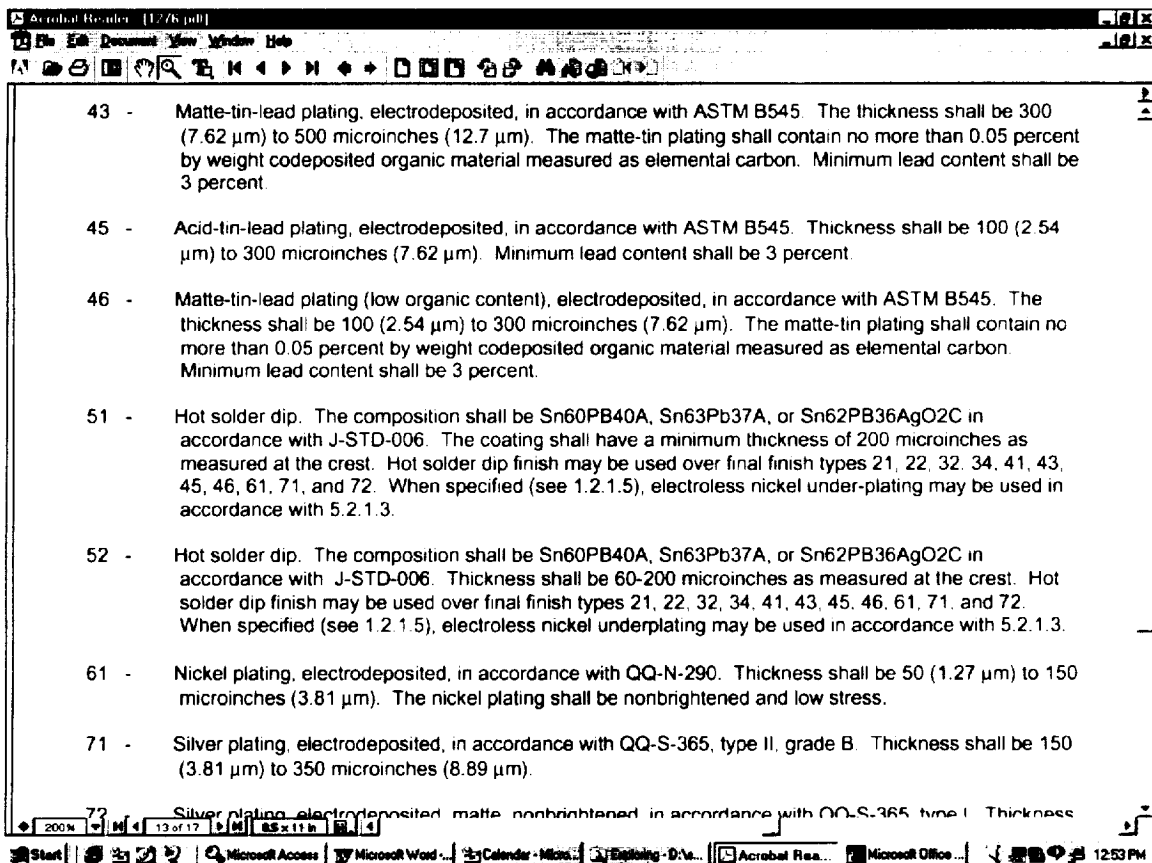 Acrobat Reader - [1276.pdf]
File Edit Document View Window Help
43 - Matte-tin-lead plating, electrodeposited, in accordance with ASTM B545. The thickness shall be 300
(7.62 µm) to 500 microinches (12.7 µm). The matte-tin plating shall contain no more than 0.05 percent
by weight codeposited organic material measured as elemental carbon. Minimum lead content shall be
3 percent.
45 - Acid-tin-lead plating, electrodeposited, in accordance with ASTM B545. Thickness shall be 100 (2.54
µm) to 300 microinches (7.62 µm). Minimum lead content shall be 3 percent.
46 - Matte-tin-lead plating (low organic content), electrodeposited, in accordance with ASTM B545. The
thickness shall be 100 (2.54 µm) to 300 microinches (7.62 µm). The matte-tin plating shall contain no
more than 0.05 percent by weight codeposited organic material measured as elemental carbon.
Minimum lead content shall be 3 percent.
51 - Hot solder dip. The composition shall be Sn60PB40A, Sn63Pb37A, or Sn62PB36AgO2C in
accordance with J-STD-006. The coating shall have a minimum thickness of 200 microinches as
measured at the crest. Hot solder dip finish may be used over final finish types 21, 22, 32, 34, 41, 43,
45, 46, 61, 71, and 72. When specified (see 1.2.1.5), electroless nickel under-plating may be used in
accordance with 5.2.1.3.
52 - Hot solder dip. The composition shall be Sn60PB40A, Sn63Pb37A, or Sn62PB36AgO2C in
accordance with J-STD-006. Thickness shall be 60-200 microinches as measured at the crest. Hot
solder dip finish may be used over final finish types 21, 22, 32, 34, 41, 43, 45, 46, 61, 71, and 72.
When specified (see 1.2.1.5), electroless nickel underplating may be used in accordance with 5.2.1.3.
61 - Nickel plating, electrodeposited, in accordance with QQ-N-290. Thickness shall be 50 (1.27 µm) to 150
microinches (3.81 µm). The nickel plating shall be nonbrightened and low stress.
71 - Silver plating, electrodeposited, in accordance with QQ-S-365, type II, grade B. Thickness shall be 150
(3.81 µm) to 350 microinches (8.89 µm).
72 Silver plating, electrodeposited, matte, nonbrightened, in accordance with QQ-S-365, type I. Thickness
200% 13 of 17 8.5 x 11 in
Start Microsoft Access Microsoft Word -... Calendar - Micro... Exploring - D:\... Acrobat Rea... Microsoft Office ... 12:53 PM